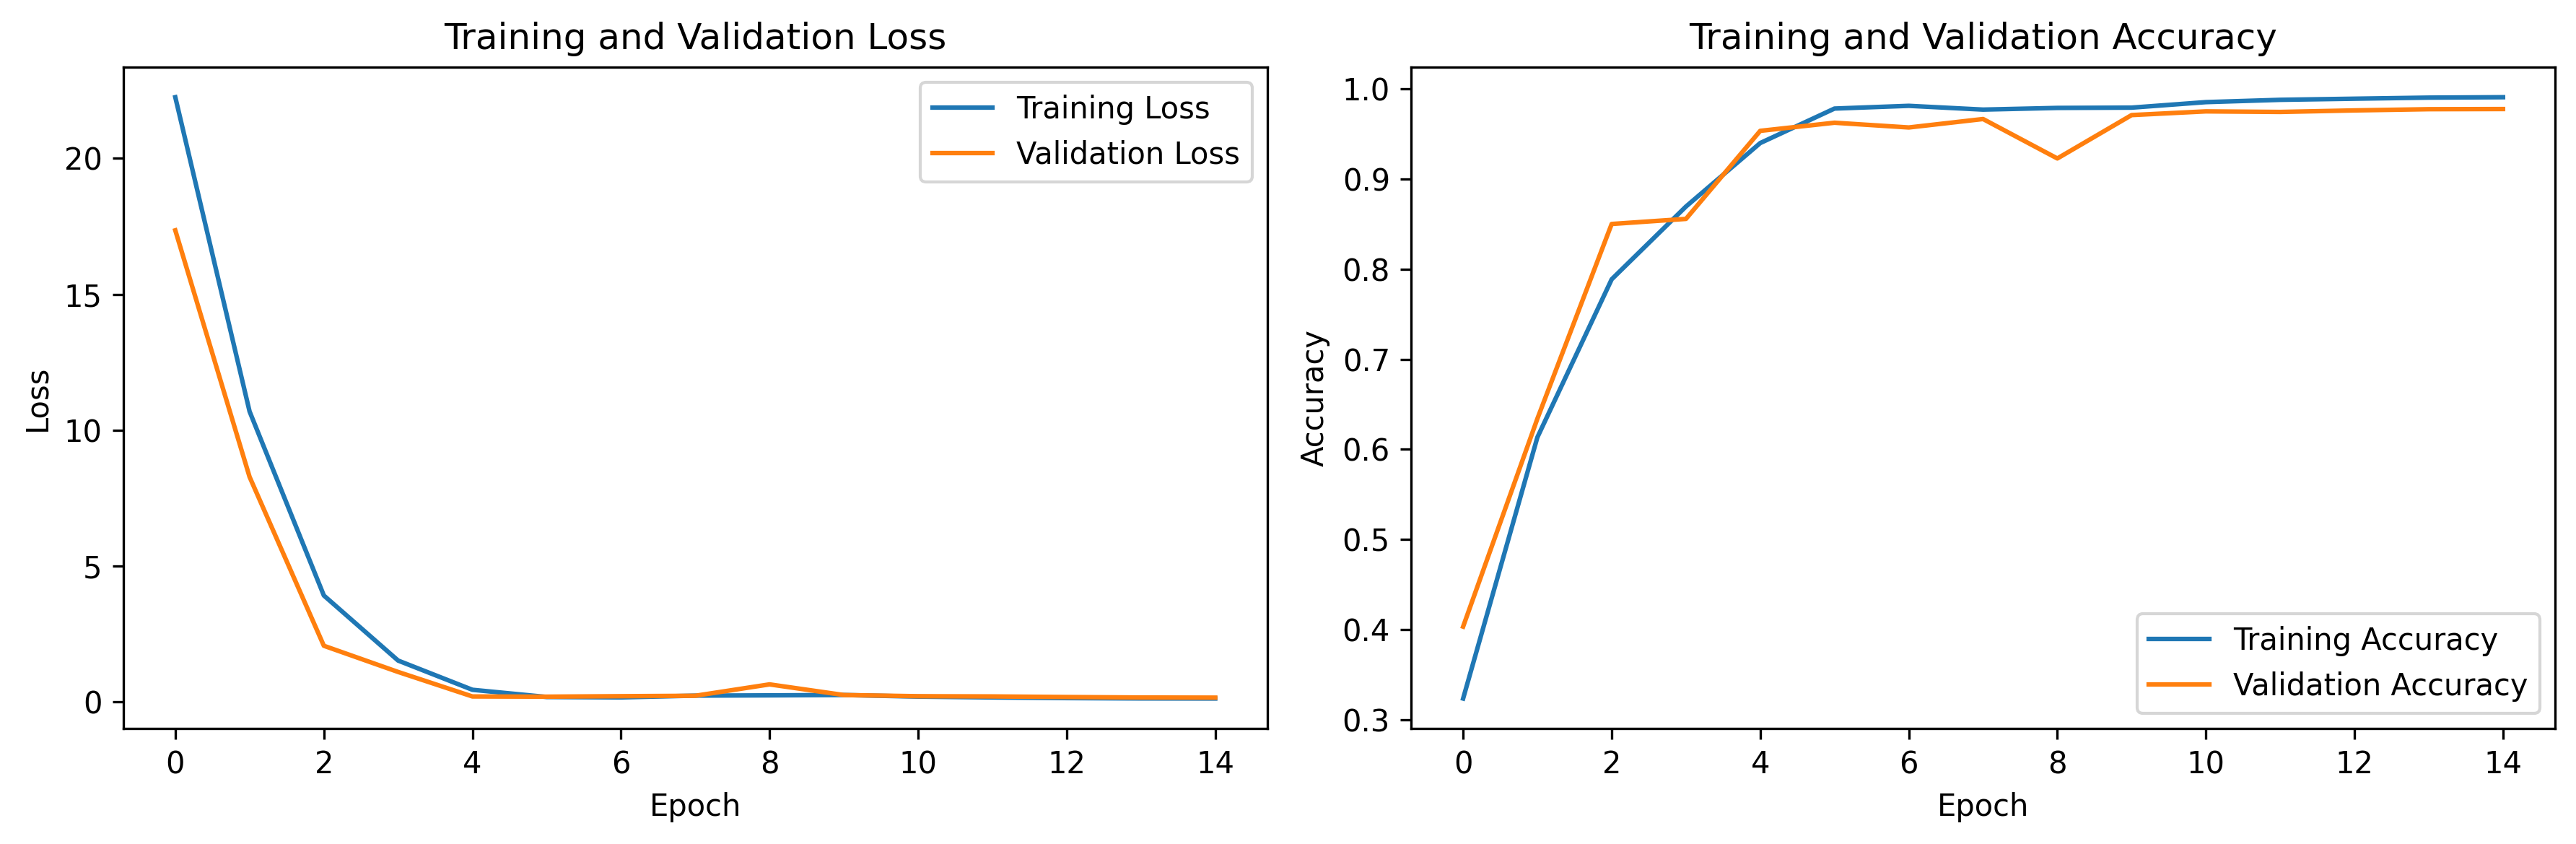 Training and Validation Loss
Training Loss
Validation Loss
20
15
10
5
0
Loss
0 2 4 6 8 10 12 14
Epoch
Training and Validation Accuracy
1.0
0.9
0.8
0.7
0.6
0.5
0.4
0.3
Accuracy
Training Accuracy
Validation Accuracy
0 2 4 6 8 10 12 14
Epoch